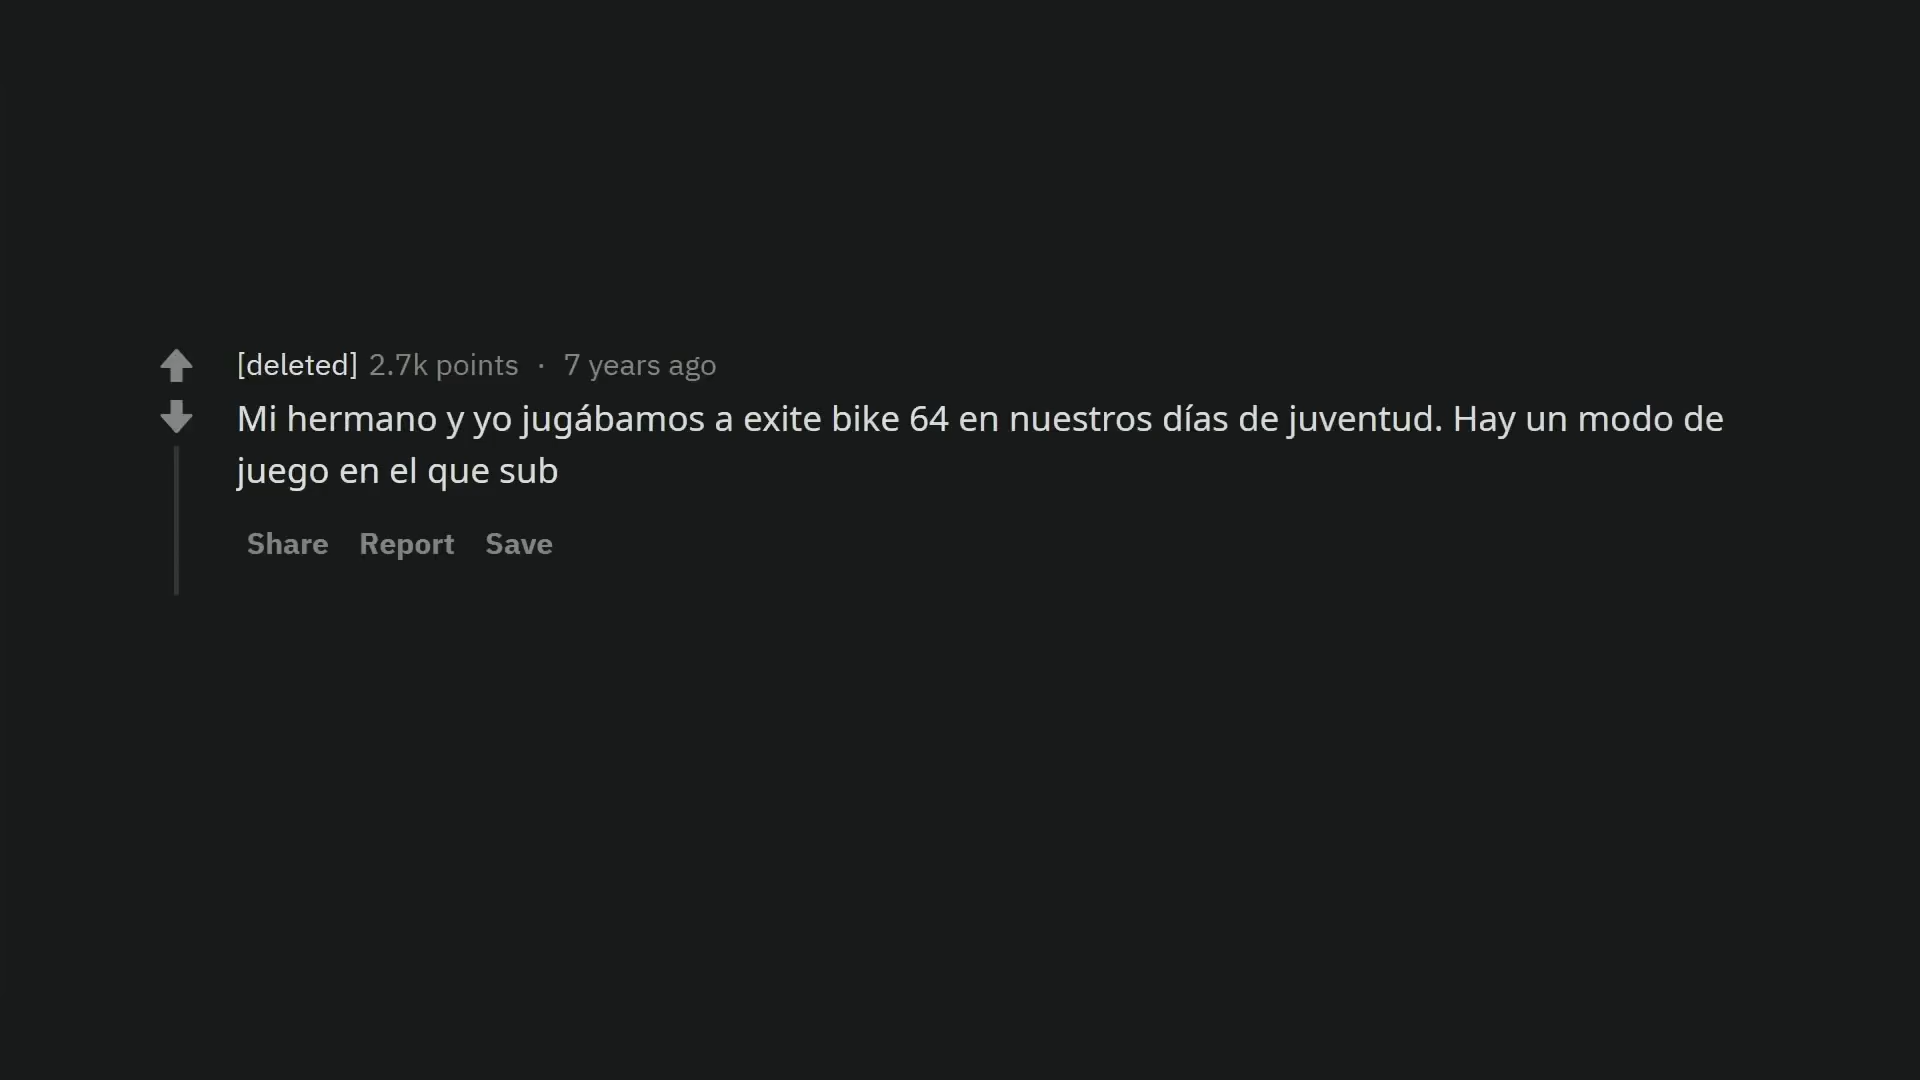 [deleted] 2.7k points · 7 years ago
Mi hermano y yo jugábamos a exite bike 64 en nuestros días de juventud. Hay un modo de
juego en el que sub
Share Report Save